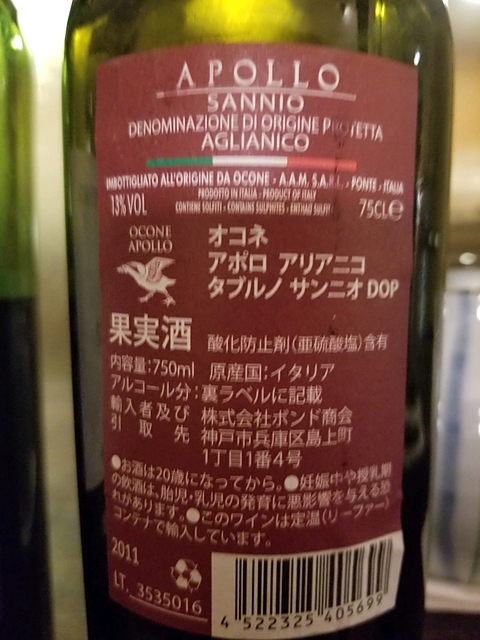 APOLLO
SANNIO
DENOMINAZIONE DI ORIGINE PROTETTA
AGLIANICO
IMBOTTIGLIATO ALL'ORIGINE DA OCONE - A.A.M. S.A.R.L. - PONTE - ITALIA
PRODOTTO IN ITALIA - PRODUCT OF ITALY
13% VOL
CONTIENE SOLFITI - CONTAINS SULPHITES - ENTHÄLT SULFIT
75CL℮
OCONE
APOLLO
オコネ
アポロ アリアニコ
タブルノ サンニオ DOP
果実酒 酸化防止剤(亜硫酸塩)含有
内容量:750ml 原産国:イタリア
アルコール分:裏ラベルに記載
輸入者及び 株式会社ボンド商会
引取先 神戸市兵庫区島上町
1丁目1番4号
●お酒は20歳になってから。●妊娠中や授乳期
の飲酒は、胎児・乳児の発育に悪影響を与える恐
れがあります。●このワインは定温(リーファー)
コンテナで輸入しています。
2011
LT. 3535016
4 522325 405699